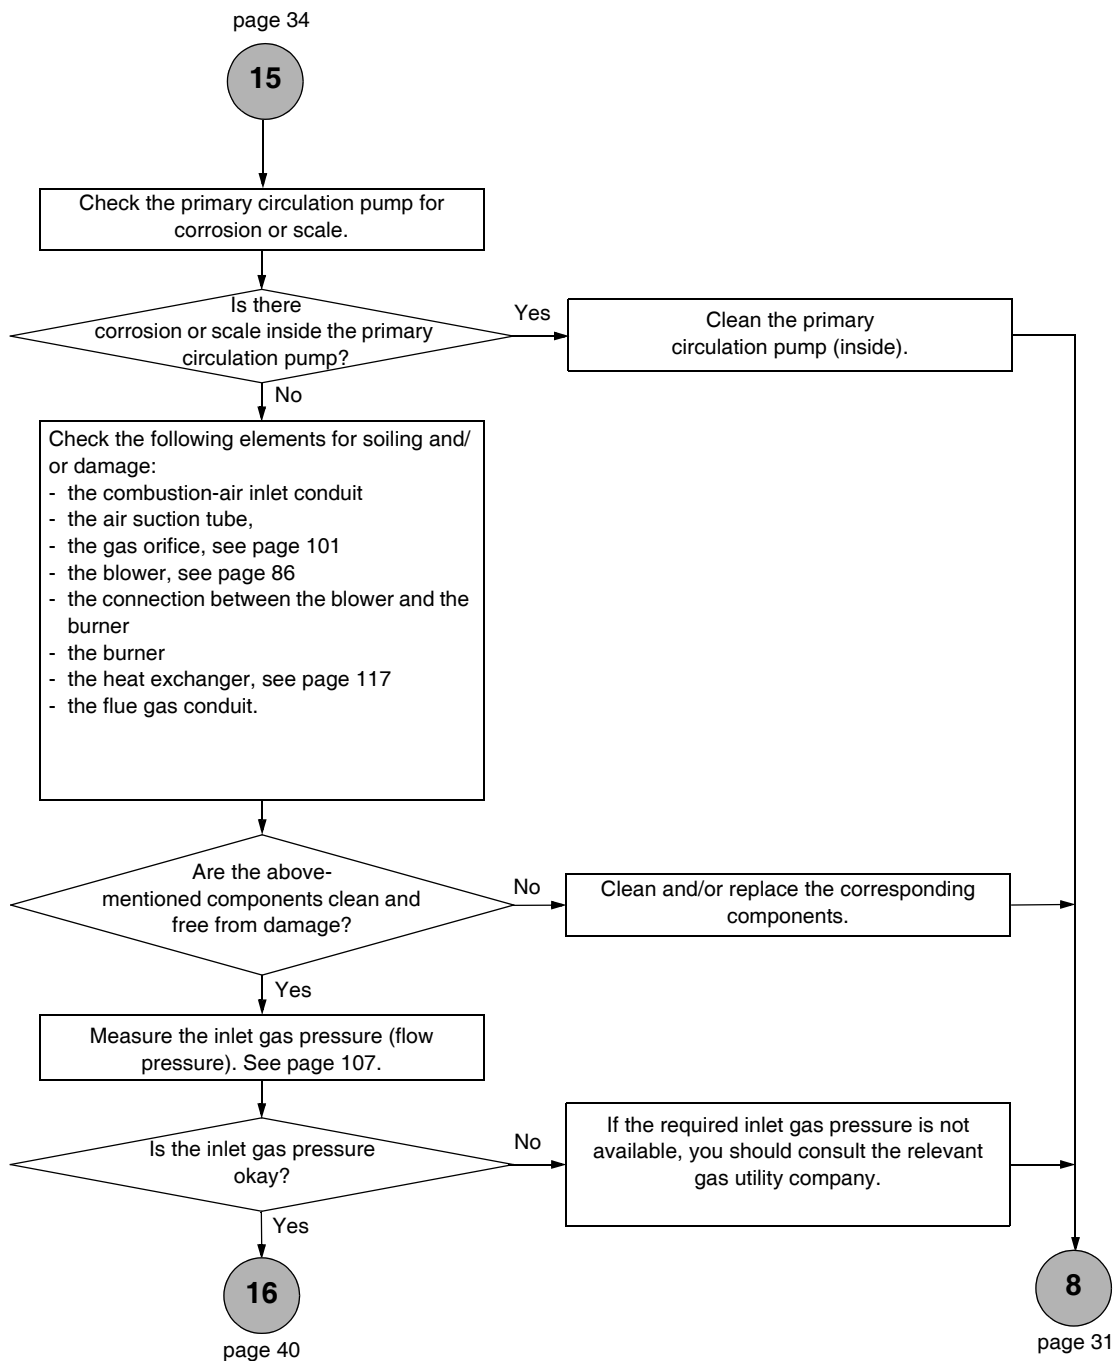 page 34
15
Check the primary circulation pump for
corrosion or scale.
Is there
corrosion or scale inside the primary
circulation pump?
Yes
Clean the primary
circulation pump (inside).
No
Check the following elements for soiling and/
or damage:
- the combustion-air inlet conduit
- the air suction tube,
- the gas orifice, see page 101
- the blower, see page 86
- the connection between the blower and the
burner
- the burner
- the heat exchanger, see page 117
- the flue gas conduit.
Are the above-
mentioned components clean and
free from damage?
No
Clean and/or replace the corresponding
components.
Yes
Measure the inlet gas pressure (flow
pressure). See page 107.
Is the inlet gas pressure
okay?
No
If the required inlet gas pressure is not
available, you should consult the relevant
gas utility company.
Yes
16
page 40
8
page 31